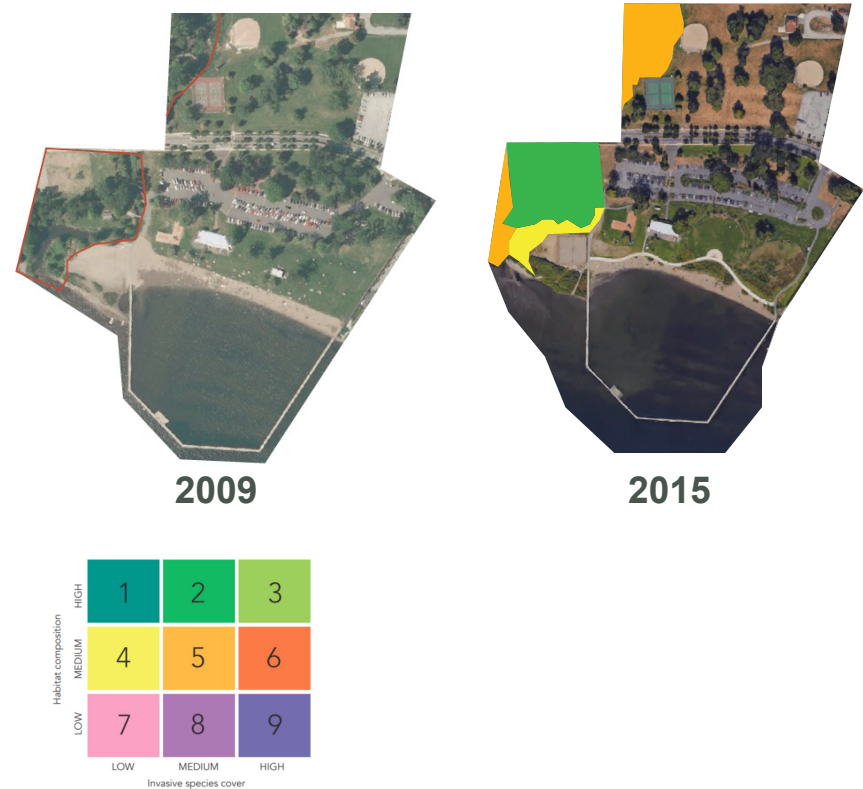 2009
2015
Habitat composition
HIGH
1
2
3
MEDIUM
4
5
6
LOW
7
8
9
LOW
MEDIUM
HIGH
Invasive species cover